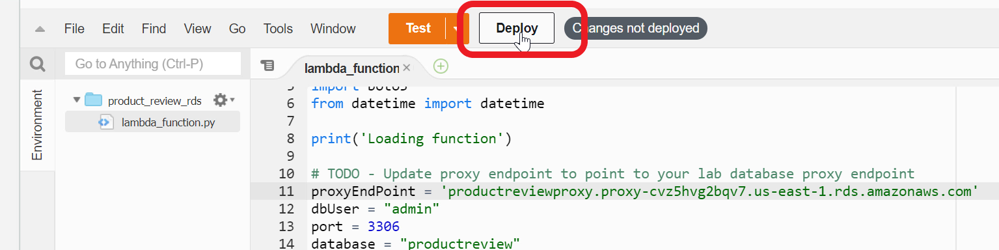 File Edit Find View Go Tools Window Test Deploy Changes not deployed
Go to Anything (Ctrl-P)
lambda_function
Environment
product_review_rds
lambda_function.py
5 import boto3
6 from datetime import datetime
7
8 print('Loading function')
9
10 # TODO - Update proxy endpoint to point to your lab database proxy endpoint
11 proxyEndPoint = 'productreviewproxy.proxy-cvz5hvg2bqv7.us-east-1.rds.amazonaws.com'
12 dbUser = "admin"
13 port = 3306
14 database = "productreview"